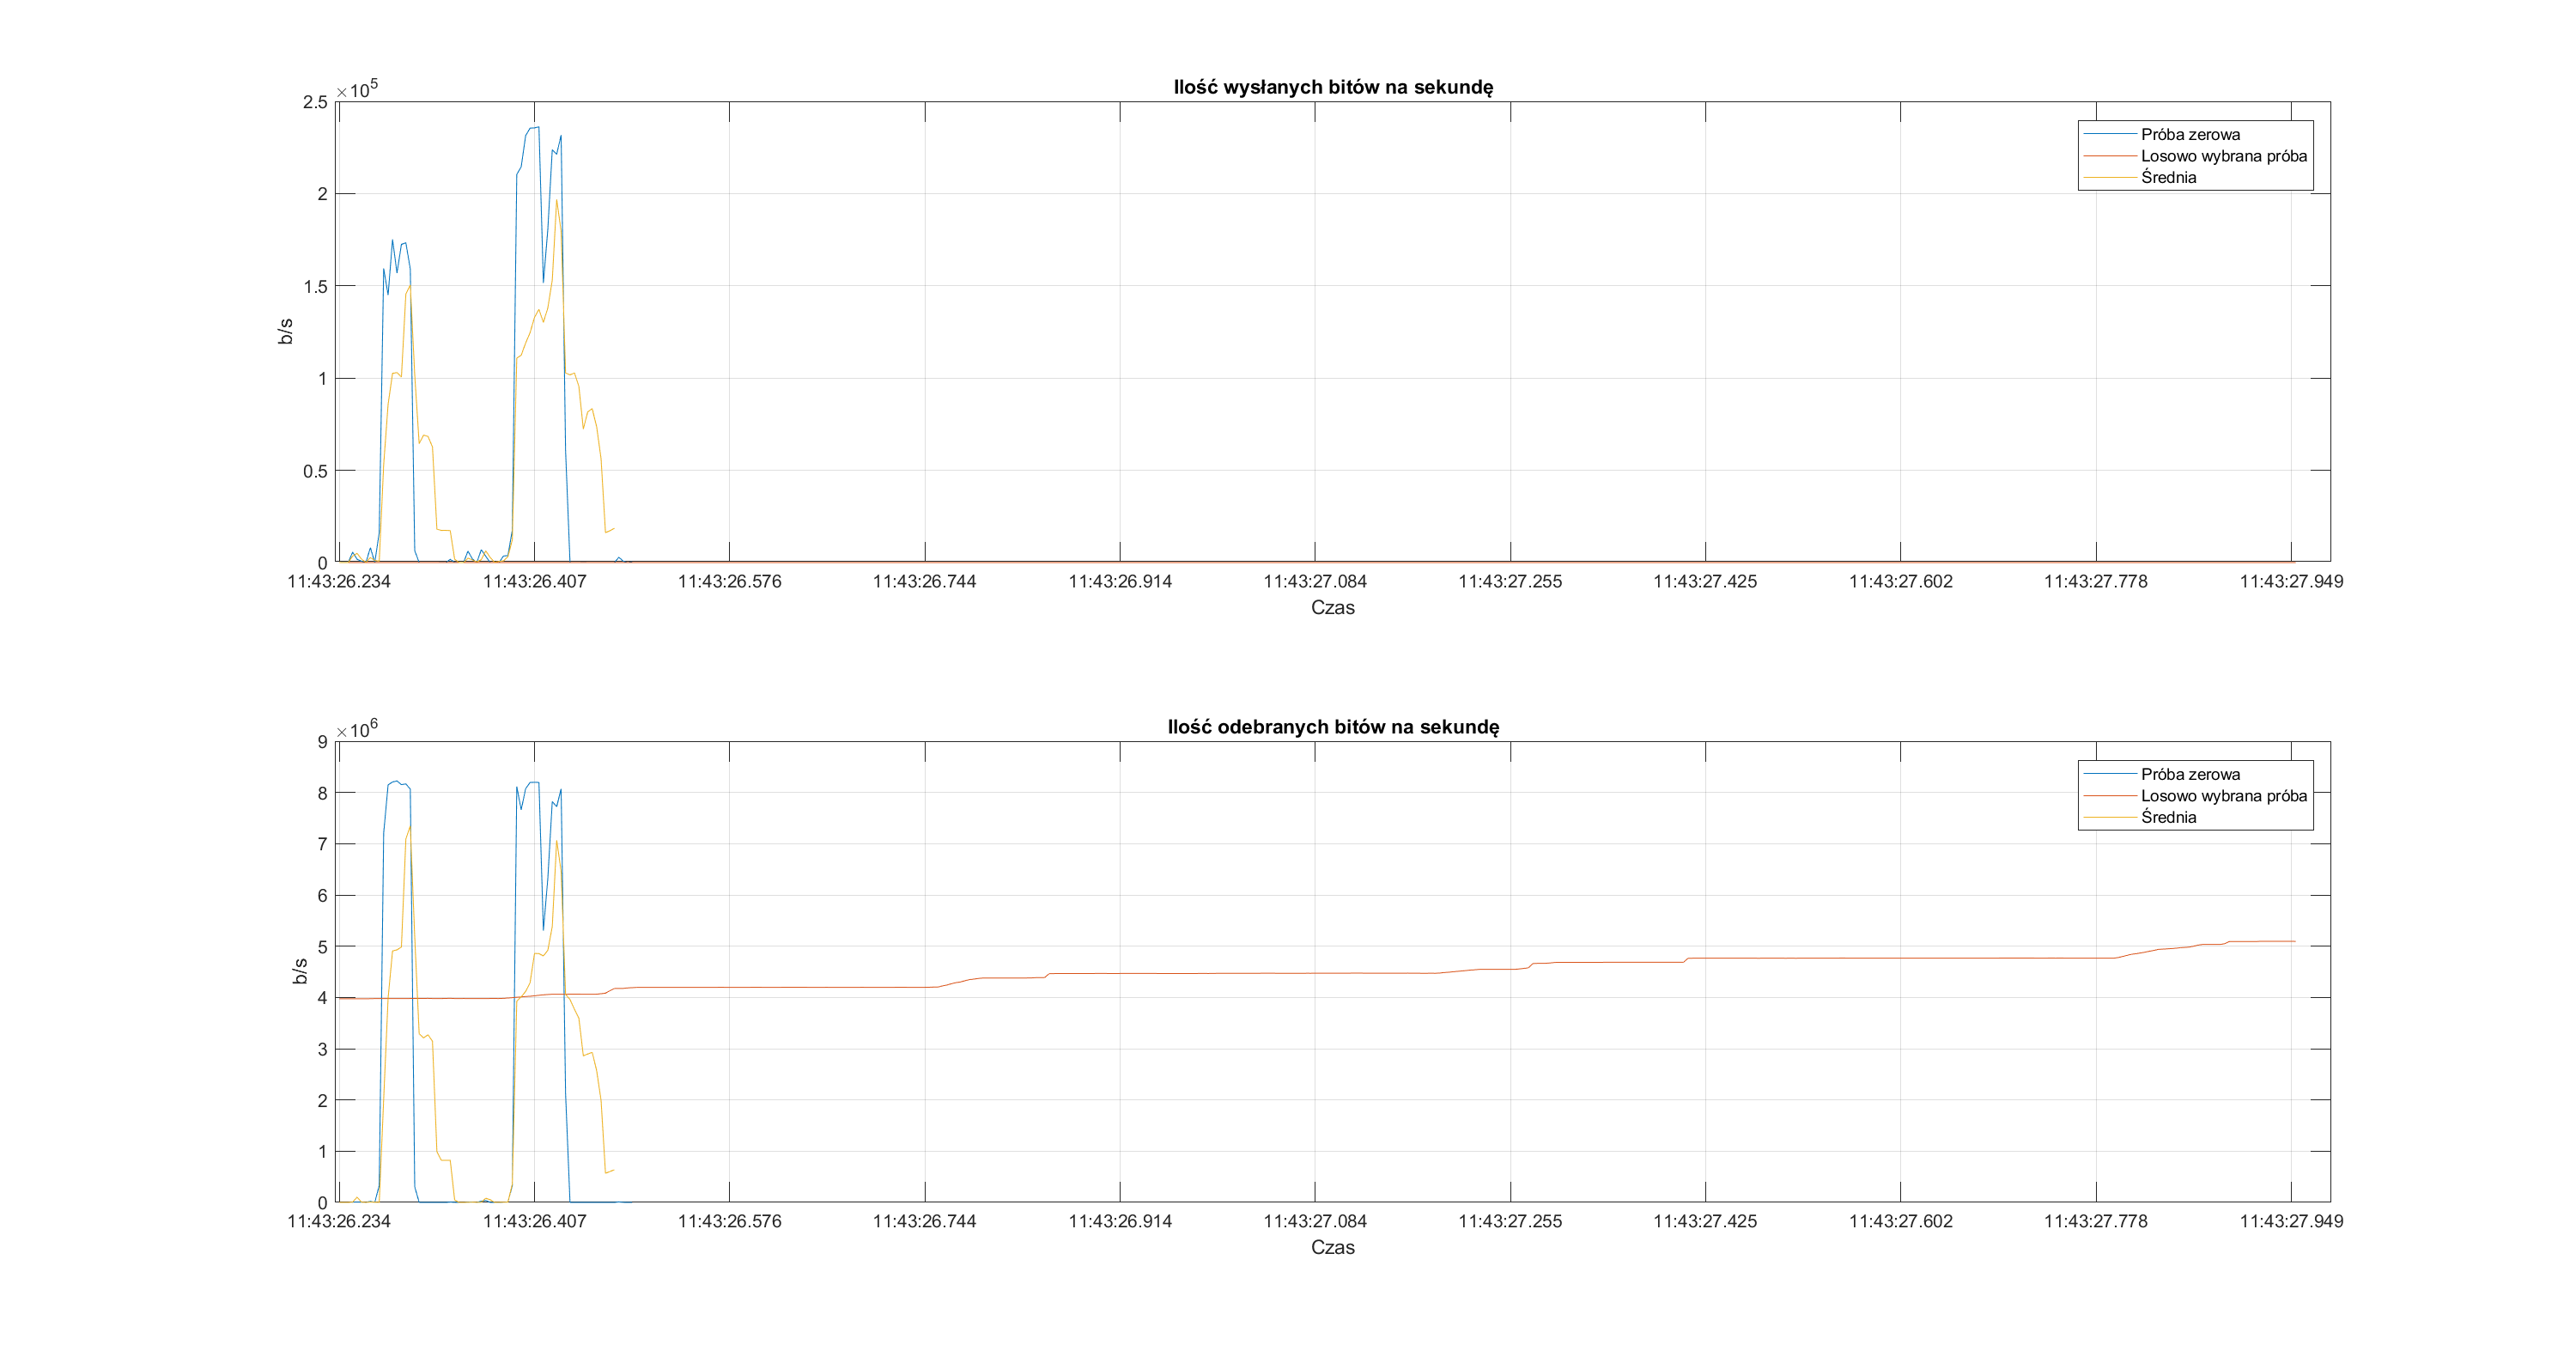 Ilość wysłanych bitów na sekundę
×10^5
2.5
2
1.5
1
0.5
0
b/s
Próba zerowa
Losowo wybrana próba
Średnia
11:43:26.234 11:43:26.407 11:43:26.576 11:43:26.744 11:43:26.914 11:43:27.084 11:43:27.255 11:43:27.425 11:43:27.602 11:43:27.778 11:43:27.949
Czas
Ilość odebranych bitów na sekundę
×10^6
9
8
7
6
5
4
3
2
1
0
b/s
Próba zerowa
Losowo wybrana próba
Średnia
11:43:26.234 11:43:26.407 11:43:26.576 11:43:26.744 11:43:26.914 11:43:27.084 11:43:27.255 11:43:27.425 11:43:27.602 11:43:27.778 11:43:27.949
Czas